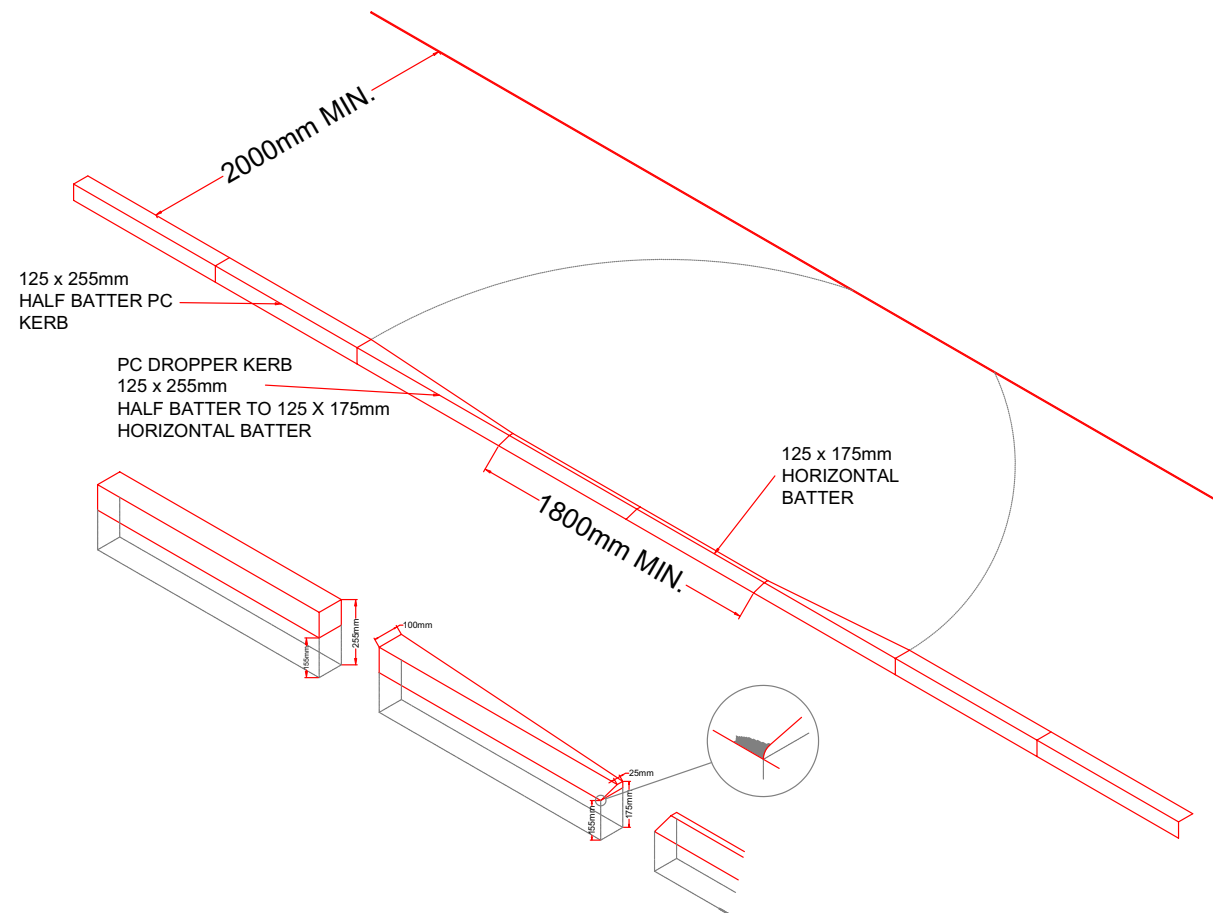 2000mm MIN.
125 x 255mm
HALF BATTER PC
KERB
PC DROPPER KERB
125 x 255mm
HALF BATTER TO 125 X 175mm
HORIZONTAL BATTER
125 x 175mm
HORIZONTAL
BATTER
1800mm MIN.
155mm
255mm
100mm
25mm
155mm
175mm